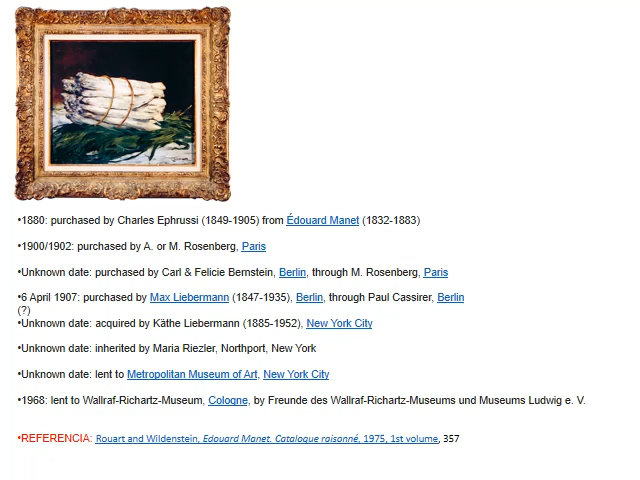 •1880: purchased by Charles Ephrussi (1849-1905) from Édouard Manet (1832-1883)
•1900/1902: purchased by A. or M. Rosenberg, Paris
•Unknown date: purchased by Carl & Felicie Bernstein, Berlin, through M. Rosenberg, Paris
•6 April 1907: purchased by Max Liebermann (1847-1935), Berlin, through Paul Cassirer, Berlin
(?)
•Unknown date: acquired by Käthe Liebermann (1885-1952), New York City
•Unknown date: inherited by Maria Riezler, Northport, New York
•Unknown date: lent to Metropolitan Museum of Art, New York City
•1968: lent to Wallraf-Richartz-Museum, Cologne, by Freunde des Wallraf-Richartz-Museums und Museums Ludwig e. V.
•REFERENCIA: Rouart and Wildenstein, Edouard Manet. Catalogue raisonné, 1975, 1st volume, 357